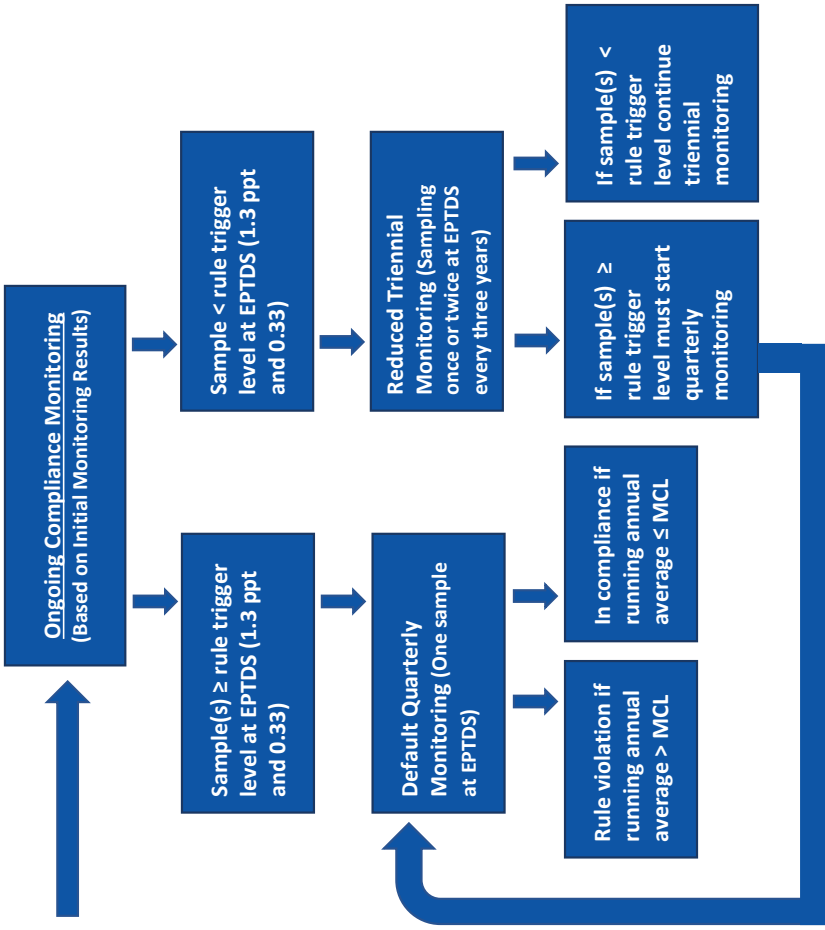 Ongoing Compliance Monitoring
(Based on Initial Monitoring Results)
Sample(s) ≥ rule trigger
level at EPTDS (1.3 ppt
and 0.33)
Sample < rule trigger
level at EPTDS (1.3 ppt
and 0.33)
Default Quarterly
Monitoring (One sample
at EPTDS)
Reduced Triennial
Monitoring (Sampling
once or twice at EPTDS
every three years)
Rule violation if
running annual
average > MCL
In compliance if
running annual
average ≤ MCL
If sample(s) ≥
rule trigger
level must start
quarterly
monitoring
If sample(s) <
rule trigger
level continue
triennial
monitoring